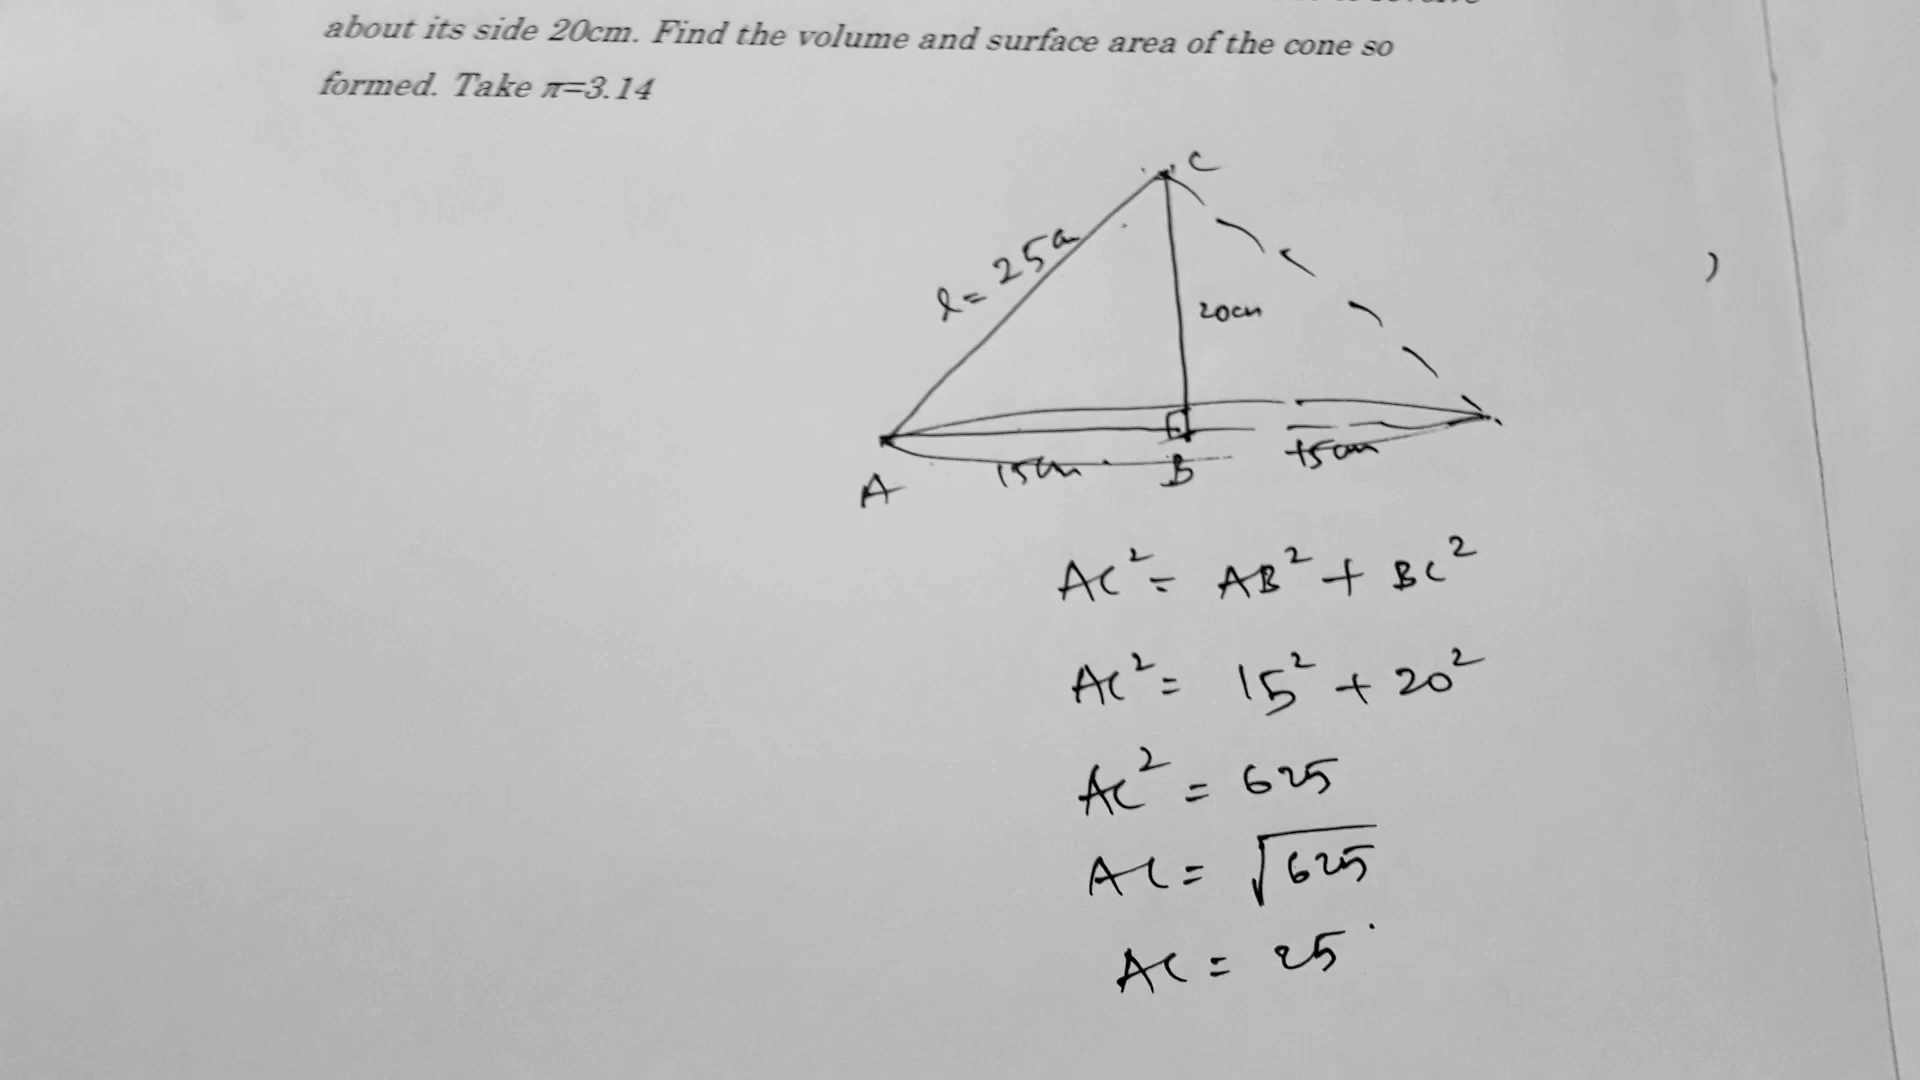 about its side 20cm. Find the volume and surface area of the cone so
formed. Take π=3.14
C
l = 25
20cm
A
15cm
B
15cm
AC² = AB² + BC²
AC² = 15² + 20²
AC² = 625
AC = √625
AC = 25